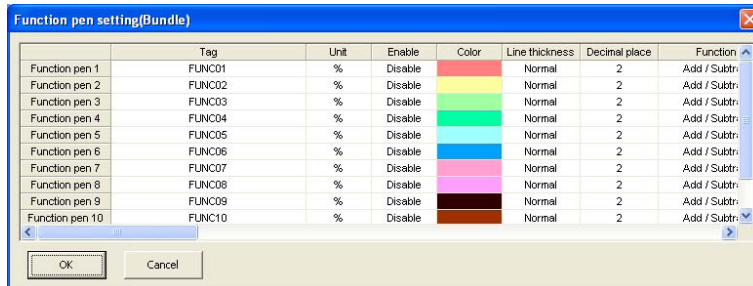 Function pen setting(Bundle)
Tag Unit Enable Color Line thickness Decimal place Function
Function pen 1 FUNC01 % Disable Normal 2 Add / Subtr
Function pen 2 FUNC02 % Disable Normal 2 Add / Subtr
Function pen 3 FUNC03 % Disable Normal 2 Add / Subtr
Function pen 4 FUNC04 % Disable Normal 2 Add / Subtr
Function pen 5 FUNC05 % Disable Normal 2 Add / Subtr
Function pen 6 FUNC06 % Disable Normal 2 Add / Subtr
Function pen 7 FUNC07 % Disable Normal 2 Add / Subtr
Function pen 8 FUNC08 % Disable Normal 2 Add / Subtr
Function pen 9 FUNC09 % Disable Normal 2 Add / Subtr
Function pen 10 FUNC10 % Disable Normal 2 Add / Subtr
OK Cancel